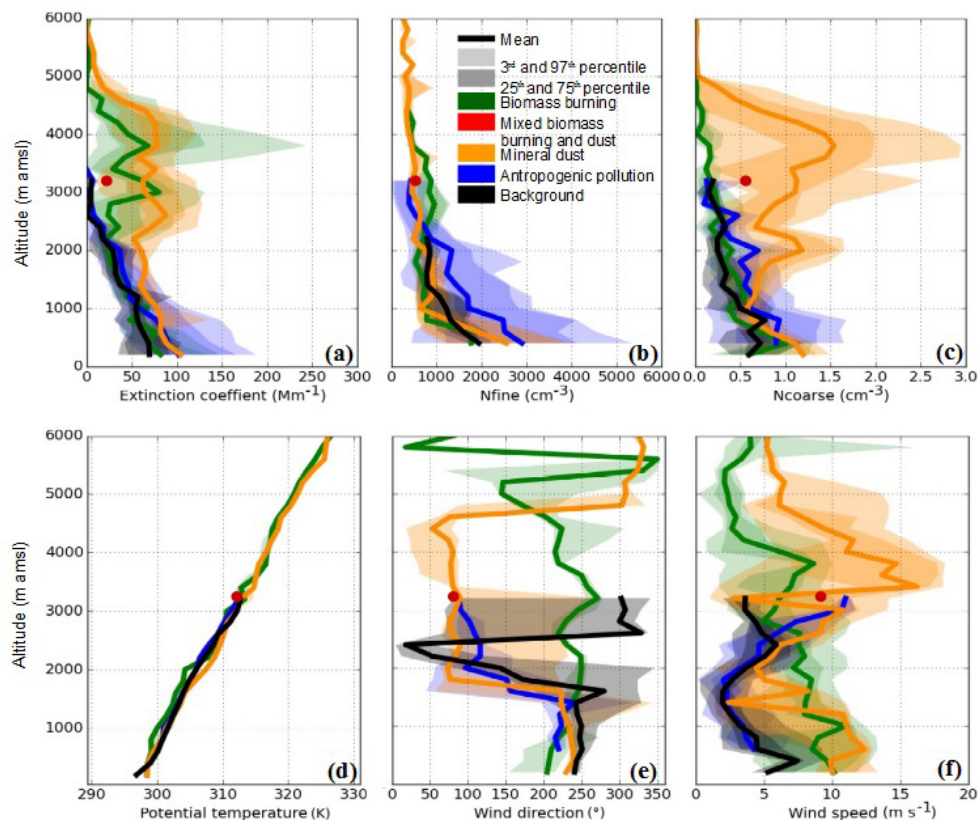 6000
5000
4000
3000
2000
1000
0
Altitude (m amsl)
0 50 100 150 200 250 300
Extinction coeffient (Mm⁻¹)
(a)
Mean
3rd and 97th percentile
25th and 75th percentile
Biomass burning
Mixed biomass
burning and dust
Mineral dust
Antropogenic pollution
Background
0 1000 2000 3000 4000 5000 6000
Nfine (cm⁻³)
(b)
0.0 0.5 1.0 1.5 2.0 2.5 3.0
Ncoarse (cm⁻³)
(c)
6000
5000
4000
3000
2000
1000
Altitude (m amsl)
290 300 310 320 330
Potential temperature (K)
(d)
0 50 100 150 200 250 300 350
Wind direction (°)
(e)
0 5 10 15 20
Wind speed (m s⁻¹)
(f)